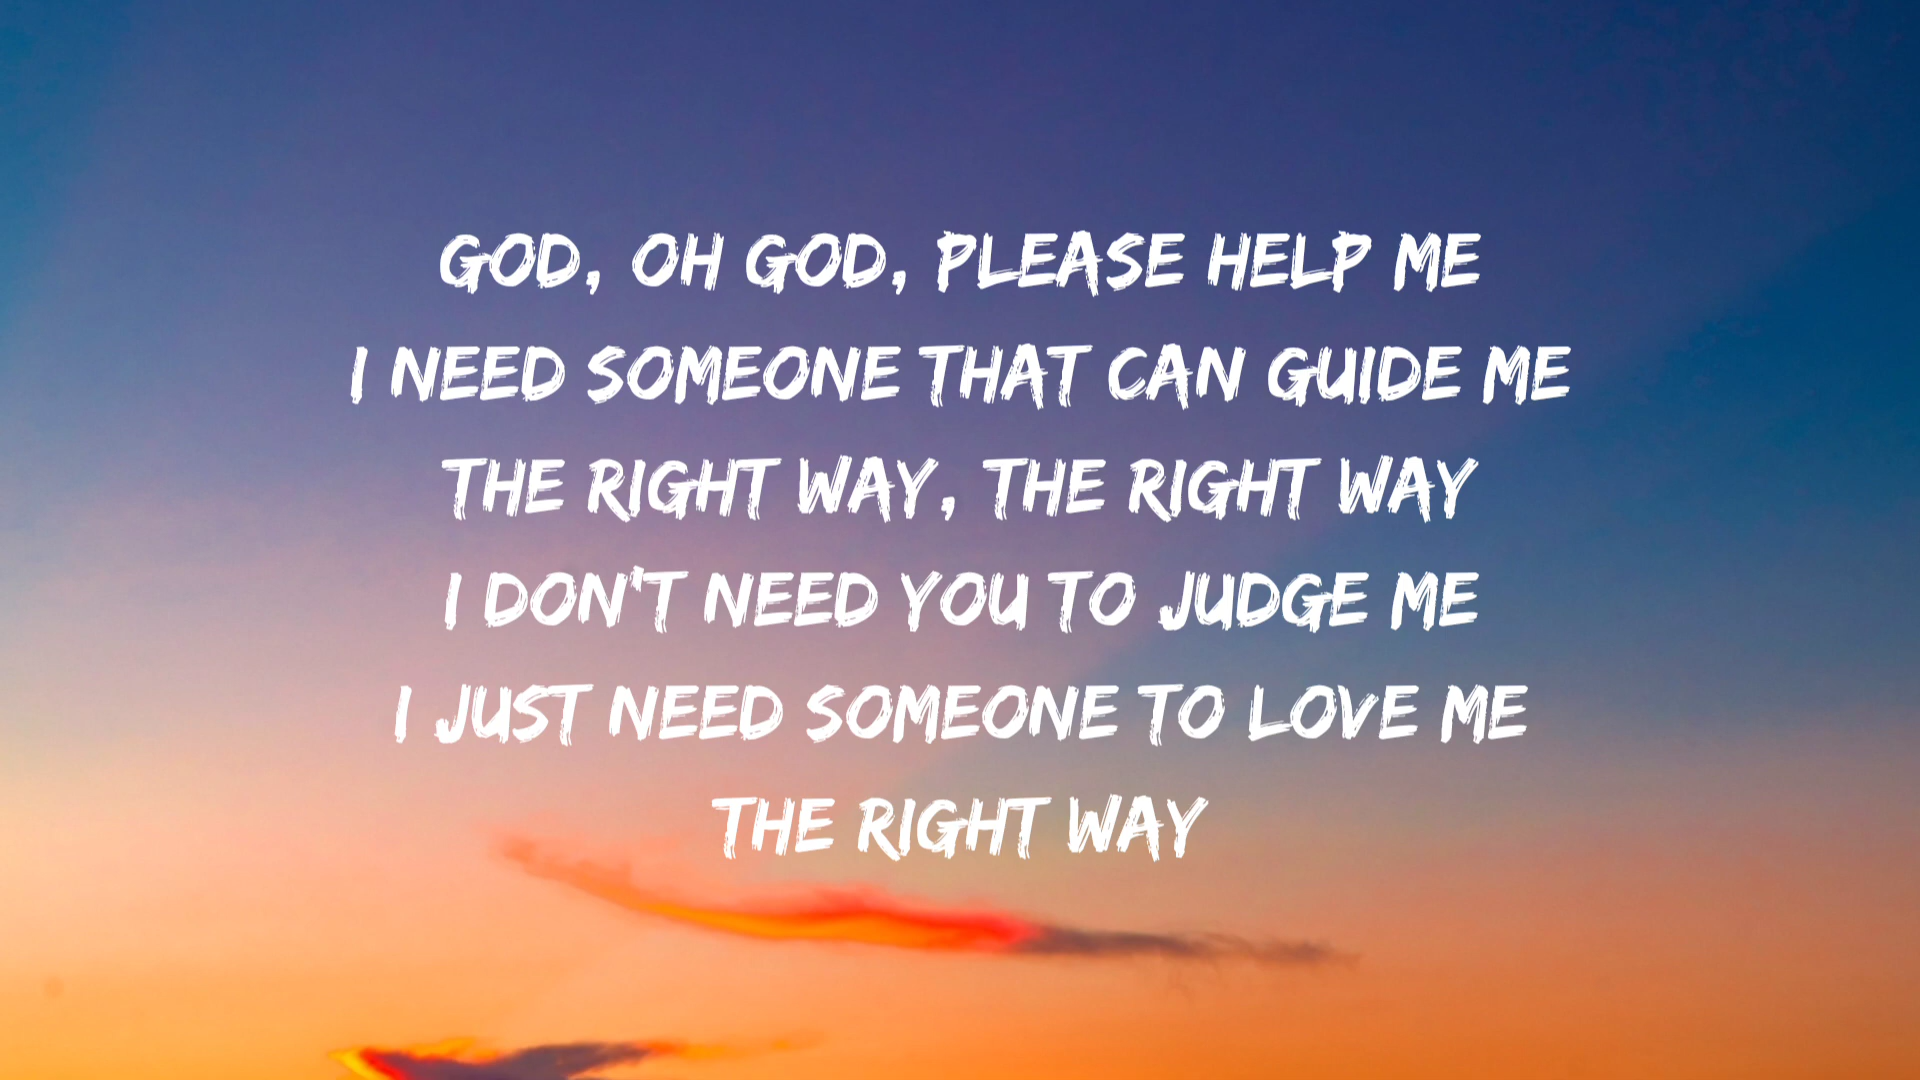 GOD, OH GOD, PLEASE HELP ME
I NEED SOMEONE THAT CAN GUIDE ME
THE RIGHT WAY, THE RIGHT WAY
I DON'T NEED YOU TO JUDGE ME
I JUST NEED SOMEONE TO LOVE ME
THE RIGHT WAY